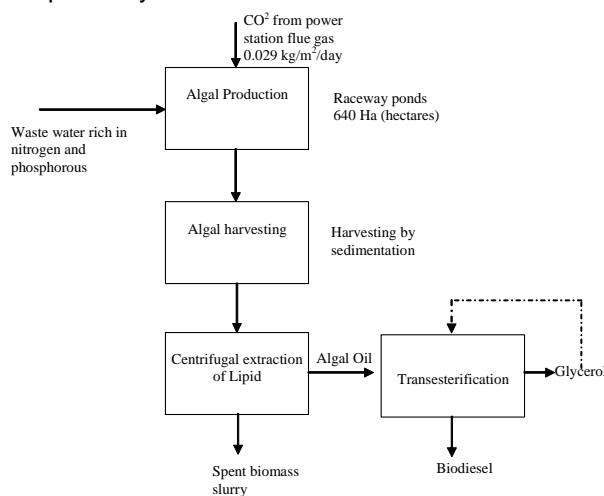 CO² from power
station flue gas
0.029 kg/m²/day
Algal Production
Raceway ponds
640 Ha (hectares)
Waste water rich in
nitrogen and
phosphorous
Algal harvesting
Harvesting by
sedimentation
Centrifugal extraction
of Lipid
Algal Oil
Transesterification
Glycerol
Spent biomass
slurry
Biodiesel